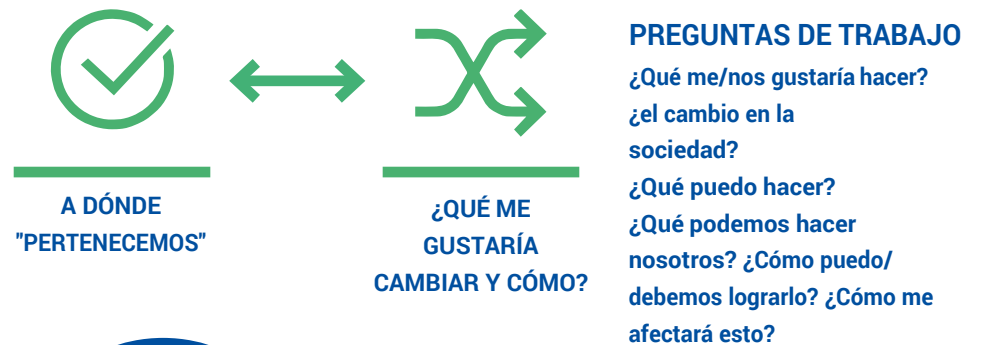 A DÓNDE
"PERTENECEMOS"
¿QUÉ ME
GUSTARÍA
CAMBIAR Y CÓMO?
PREGUNTAS DE TRABAJO
¿Qué me/nos gustaría hacer?
¿el cambio en la
sociedad?
¿Qué puedo hacer?
¿Qué podemos hacer
nosotros? ¿Cómo puedo/
debemos lograrlo? ¿Cómo me
afectará esto?